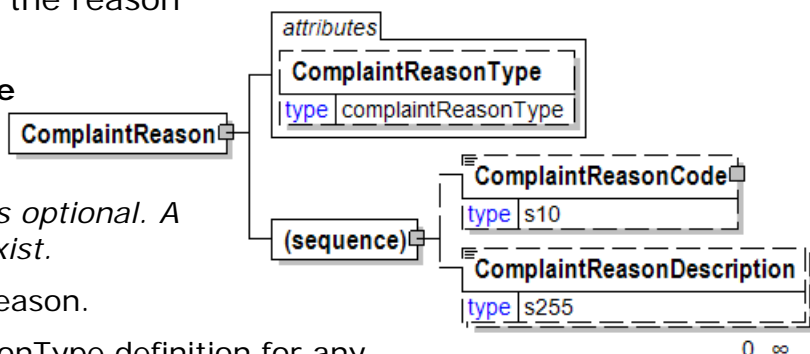 the reason
attributes
ComplaintReasonType
type complaintReasonType
e
ComplaintReason
ComplaintReasonCode
type s10
s optional. A
(sequence)
xist.
ComplaintReasonDescription
eason.
type s255
onType definition for any
0 ∞